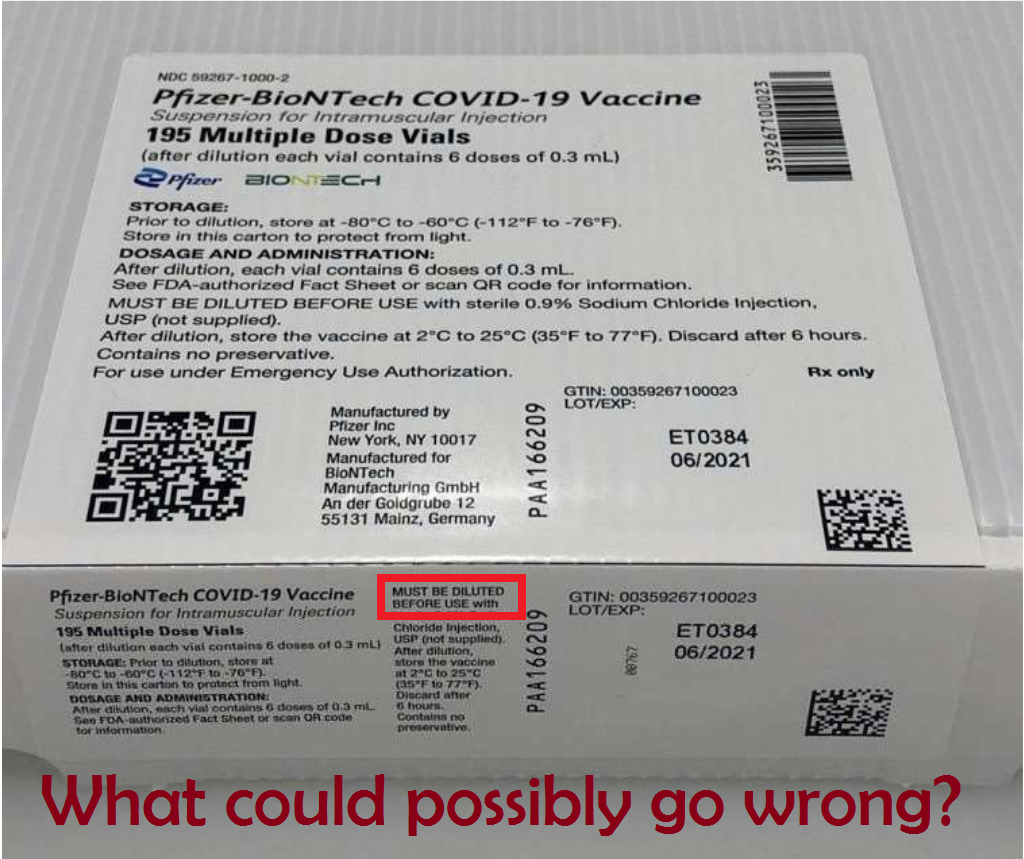 NDC 59267-1000-2
Pfizer-BioNTech COVID-19 Vaccine
Suspension for Intramuscular Injection
195 Multiple Dose Vials
(after dilution each vial contains 6 doses of 0.3 mL)
Pfizer BIONTECH
359267100023
STORAGE:
Prior to dilution, store at -80°C to -60°C (-112°F to -76°F).
Store in this carton to protect from light.
DOSAGE AND ADMINISTRATION:
After dilution, each vial contains 6 doses of 0.3 mL.
See FDA-authorized Fact Sheet or scan QR code for information.
MUST BE DILUTED BEFORE USE with sterile 0.9% Sodium Chloride Injection,
USP (not supplied).
After dilution, store the vaccine at 2°C to 25°C (35°F to 77°F). Discard after 6 hours.
Contains no preservative.
For use under Emergency Use Authorization.
Rx only
Manufactured by
Pfizer Inc
New York, NY 10017
Manufactured for
BioNTech
Manufacturing GmbH
An der Goldgrube 12
55131 Mainz, Germany
PAA166209
GTIN: 00359267100023
LOT/EXP:
ET0384
06/2021
Pfizer-BioNTech COVID-19 Vaccine
Suspension for Intramuscular Injection
195 Multiple Dose Vials
(after dilution each vial contains 6 doses of 0.3 mL)
STORAGE: Prior to dilution, store at
-80°C to -60°C (-112°F to -76°F).
Store in this carton to protect from light.
DOSAGE AND ADMINISTRATION:
After dilution, each vial contains 6 doses of 0.3 mL.
See FDA-authorized Fact Sheet or scan QR code
for information.
MUST BE DILUTED
BEFORE USE with
Chloride Injection,
USP (not supplied).
After dilution,
store the vaccine
at 2°C to 25°C
(35°F to 77°F).
Discard after
6 hours.
Contains no
preservative.
PAA166209
GTIN: 00359267100023
LOT/EXP:
ET0384
06/2021
What could possibly go wrong?